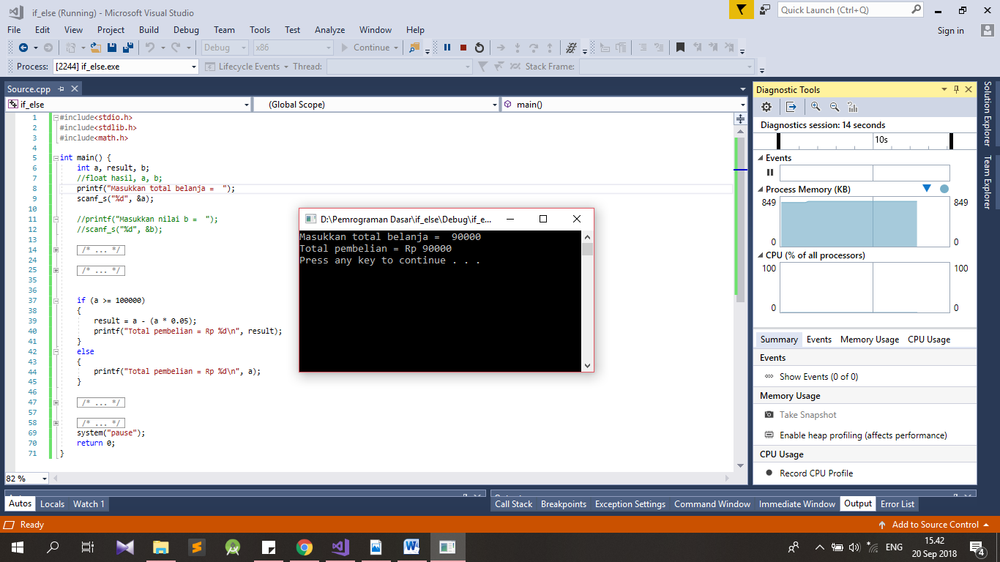 if_else (Running) - Microsoft Visual Studio
Quick Launch (Ctrl+Q)
File Edit View Project Build Debug Team Tools Test Analyze Window Help
Sign in
Debug x86 Continue
Process: [2244] if_else.exe Lifecycle Events Thread: Stack Frame:
Source.cpp
if_else (Global Scope) main()
1 #include<stdio.h>
2 #include<stdlib.h>
3 #include<math.h>
4
5 int main() {
6 int a, result, b;
7 //float hasil, a, b;
8 printf("Masukkan total belanja =  ");
9 scanf_s("%d", &a);
10
11 //printf("Masukkan nilai b =  ");
12 //scanf_s("%d", &b);
13
14 /* ... */
24
25 /* ... */
35
36
37 if (a >= 100000)
38 {
39 result = a - (a * 0.05);
40 printf("Total pembelian = Rp %d\n", result);
41 }
42 else
43 {
44 printf("Total pembelian = Rp %d\n", a);
45 }
46
47 /* ... */
57
58 /* ... */
69 system("pause");
70 return 0;
71 }
82 %
D:\Pemrograman Dasar\if_else\Debug\if_e...
Masukkan total belanja =  90000
Total pembelian = Rp 90000
Press any key to continue . . .
Diagnostic Tools
Diagnostics session: 14 seconds
10s
Events
Process Memory (KB)
849 849
0 0
CPU (% of all processors)
100 100
0 0
Summary Events Memory Usage CPU Usage
Events
Show Events (0 of 0)
Memory Usage
Take Snapshot
Enable heap profiling (affects performance)
CPU Usage
Record CPU Profile
Solution Explorer
Team Explorer
Autos Locals Watch 1
Call Stack Breakpoints Exception Settings Command Window Immediate Window Output Error List
Ready
Add to Source Control
ENG
15.42
20 Sep 2018
4